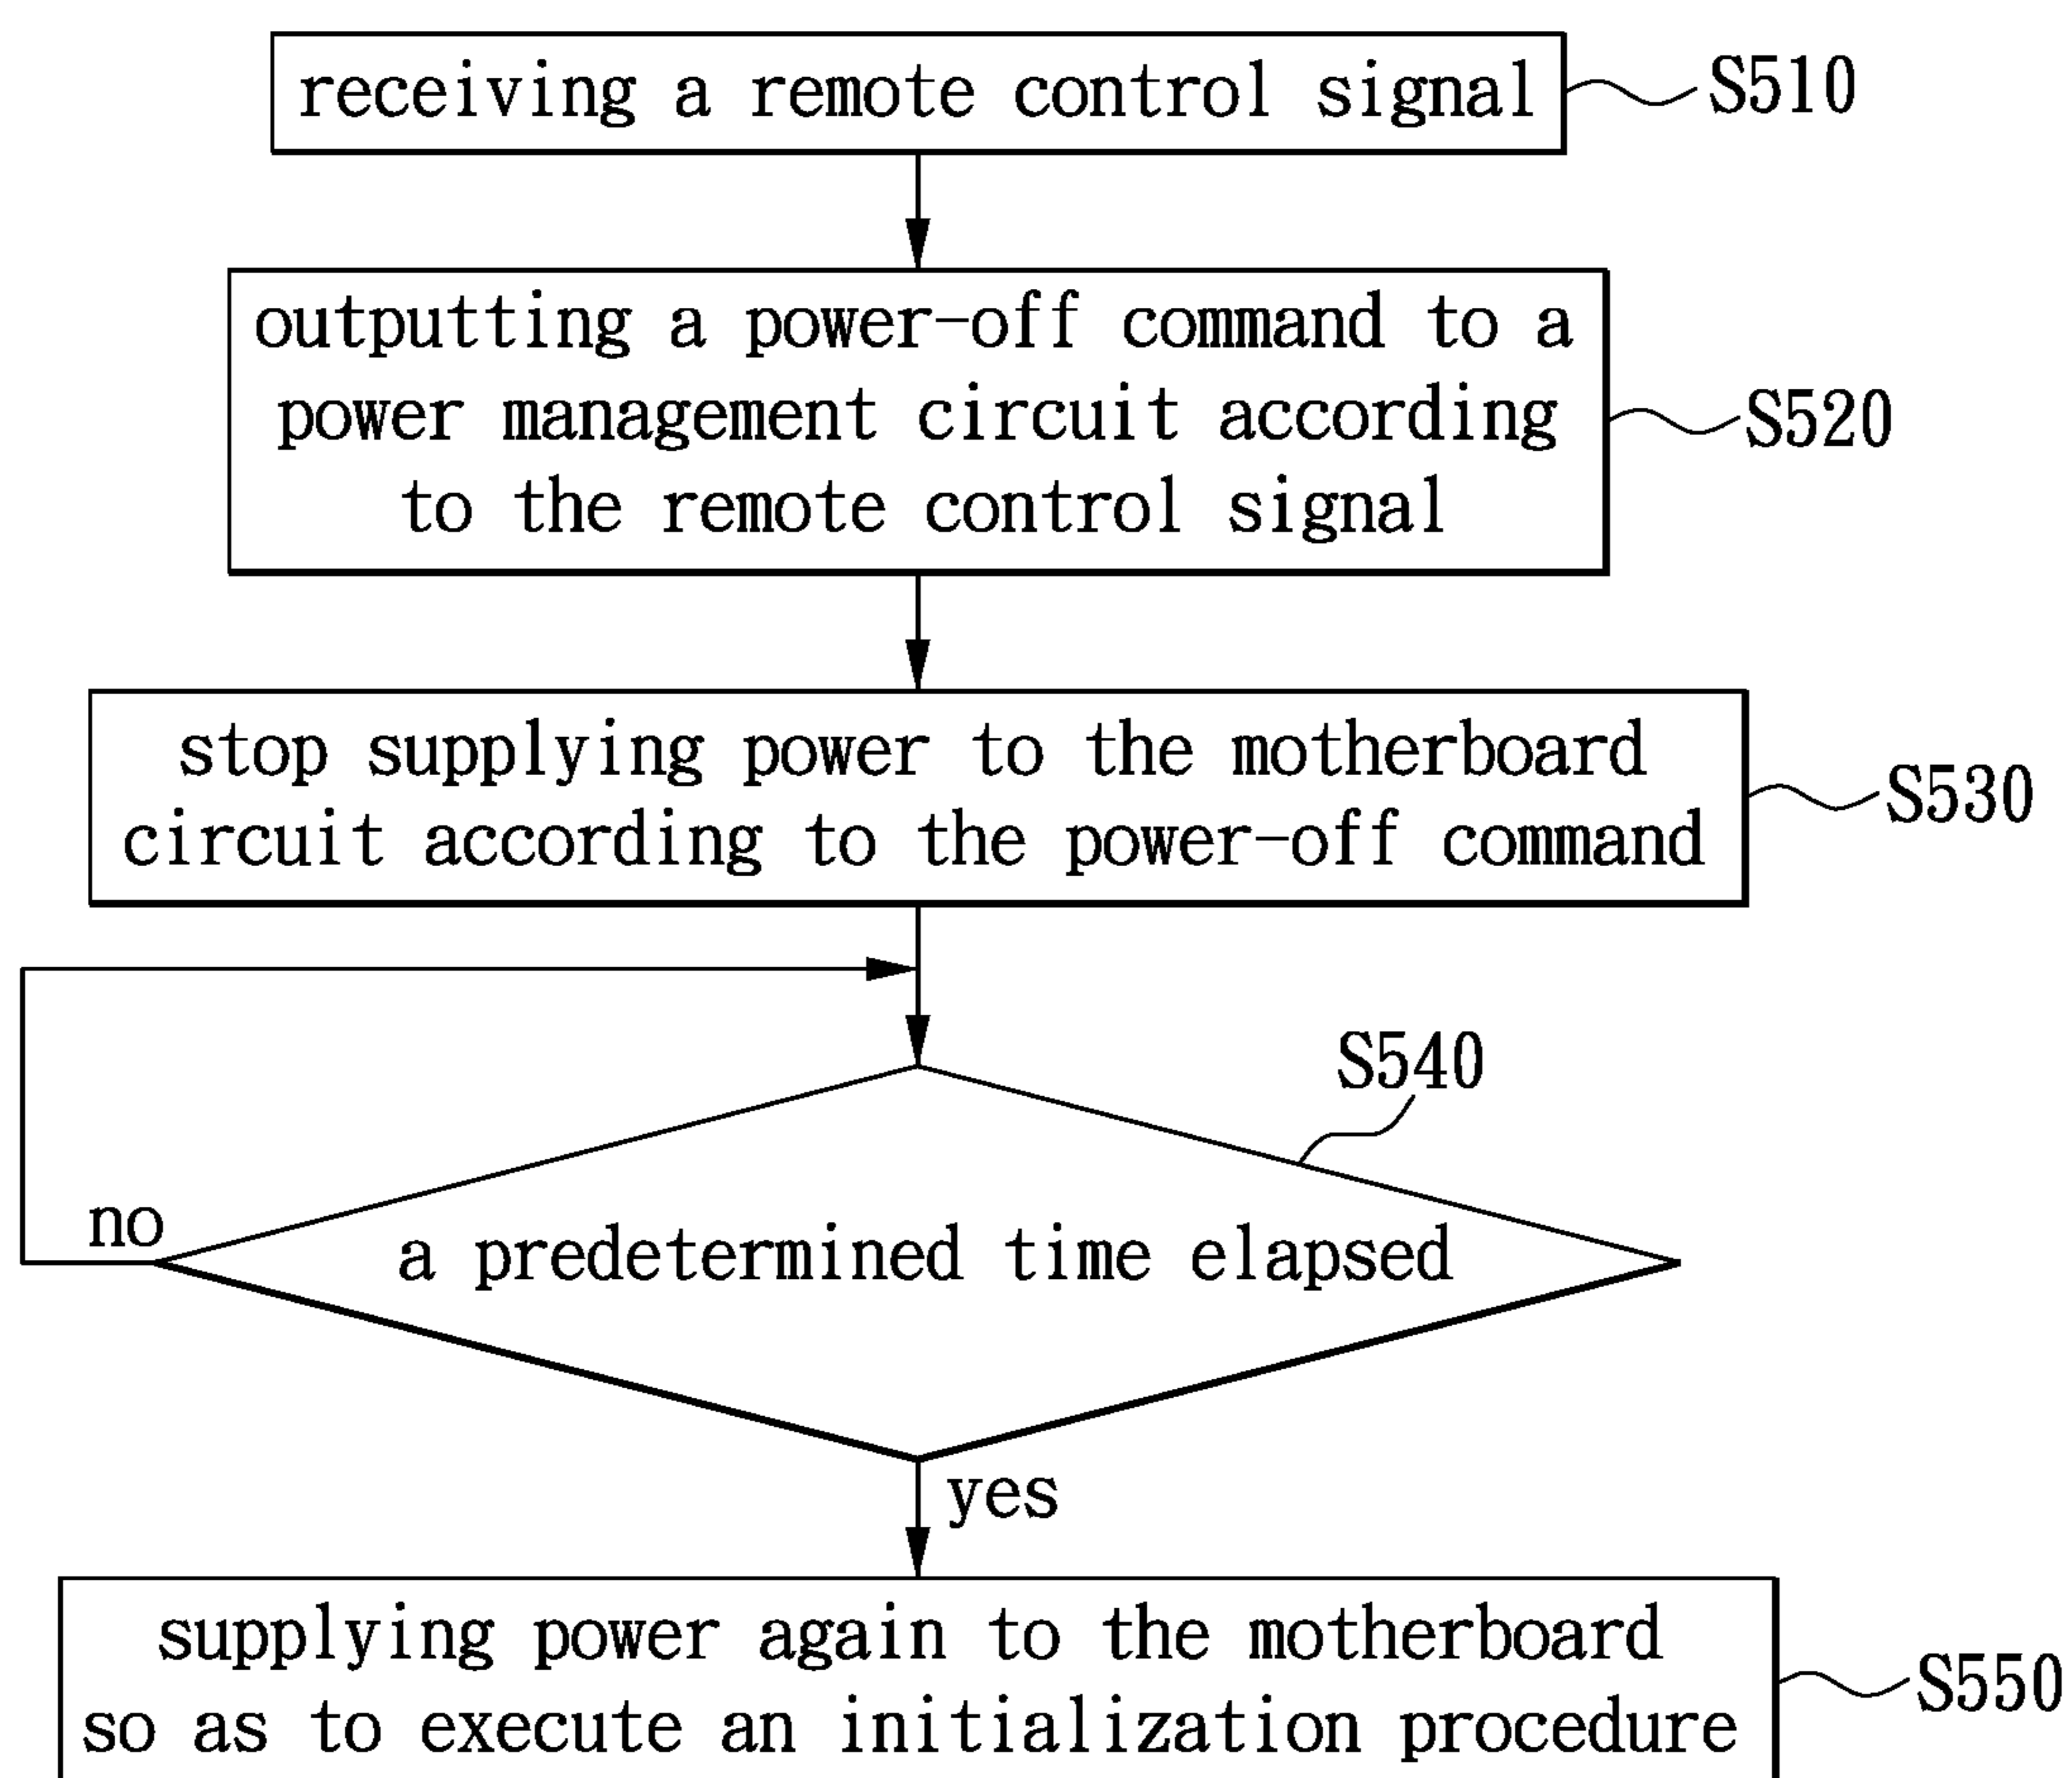 receiving a remote control signal
S510
outputting a power-off command to a
power management circuit according
to the remote control signal
S520
stop supplying power to the motherboard
circuit according to the power-off command
S530
S540
no
a predetermined time elapsed
yes
supplying power again to the motherboard
so as to execute an initialization procedure
S550